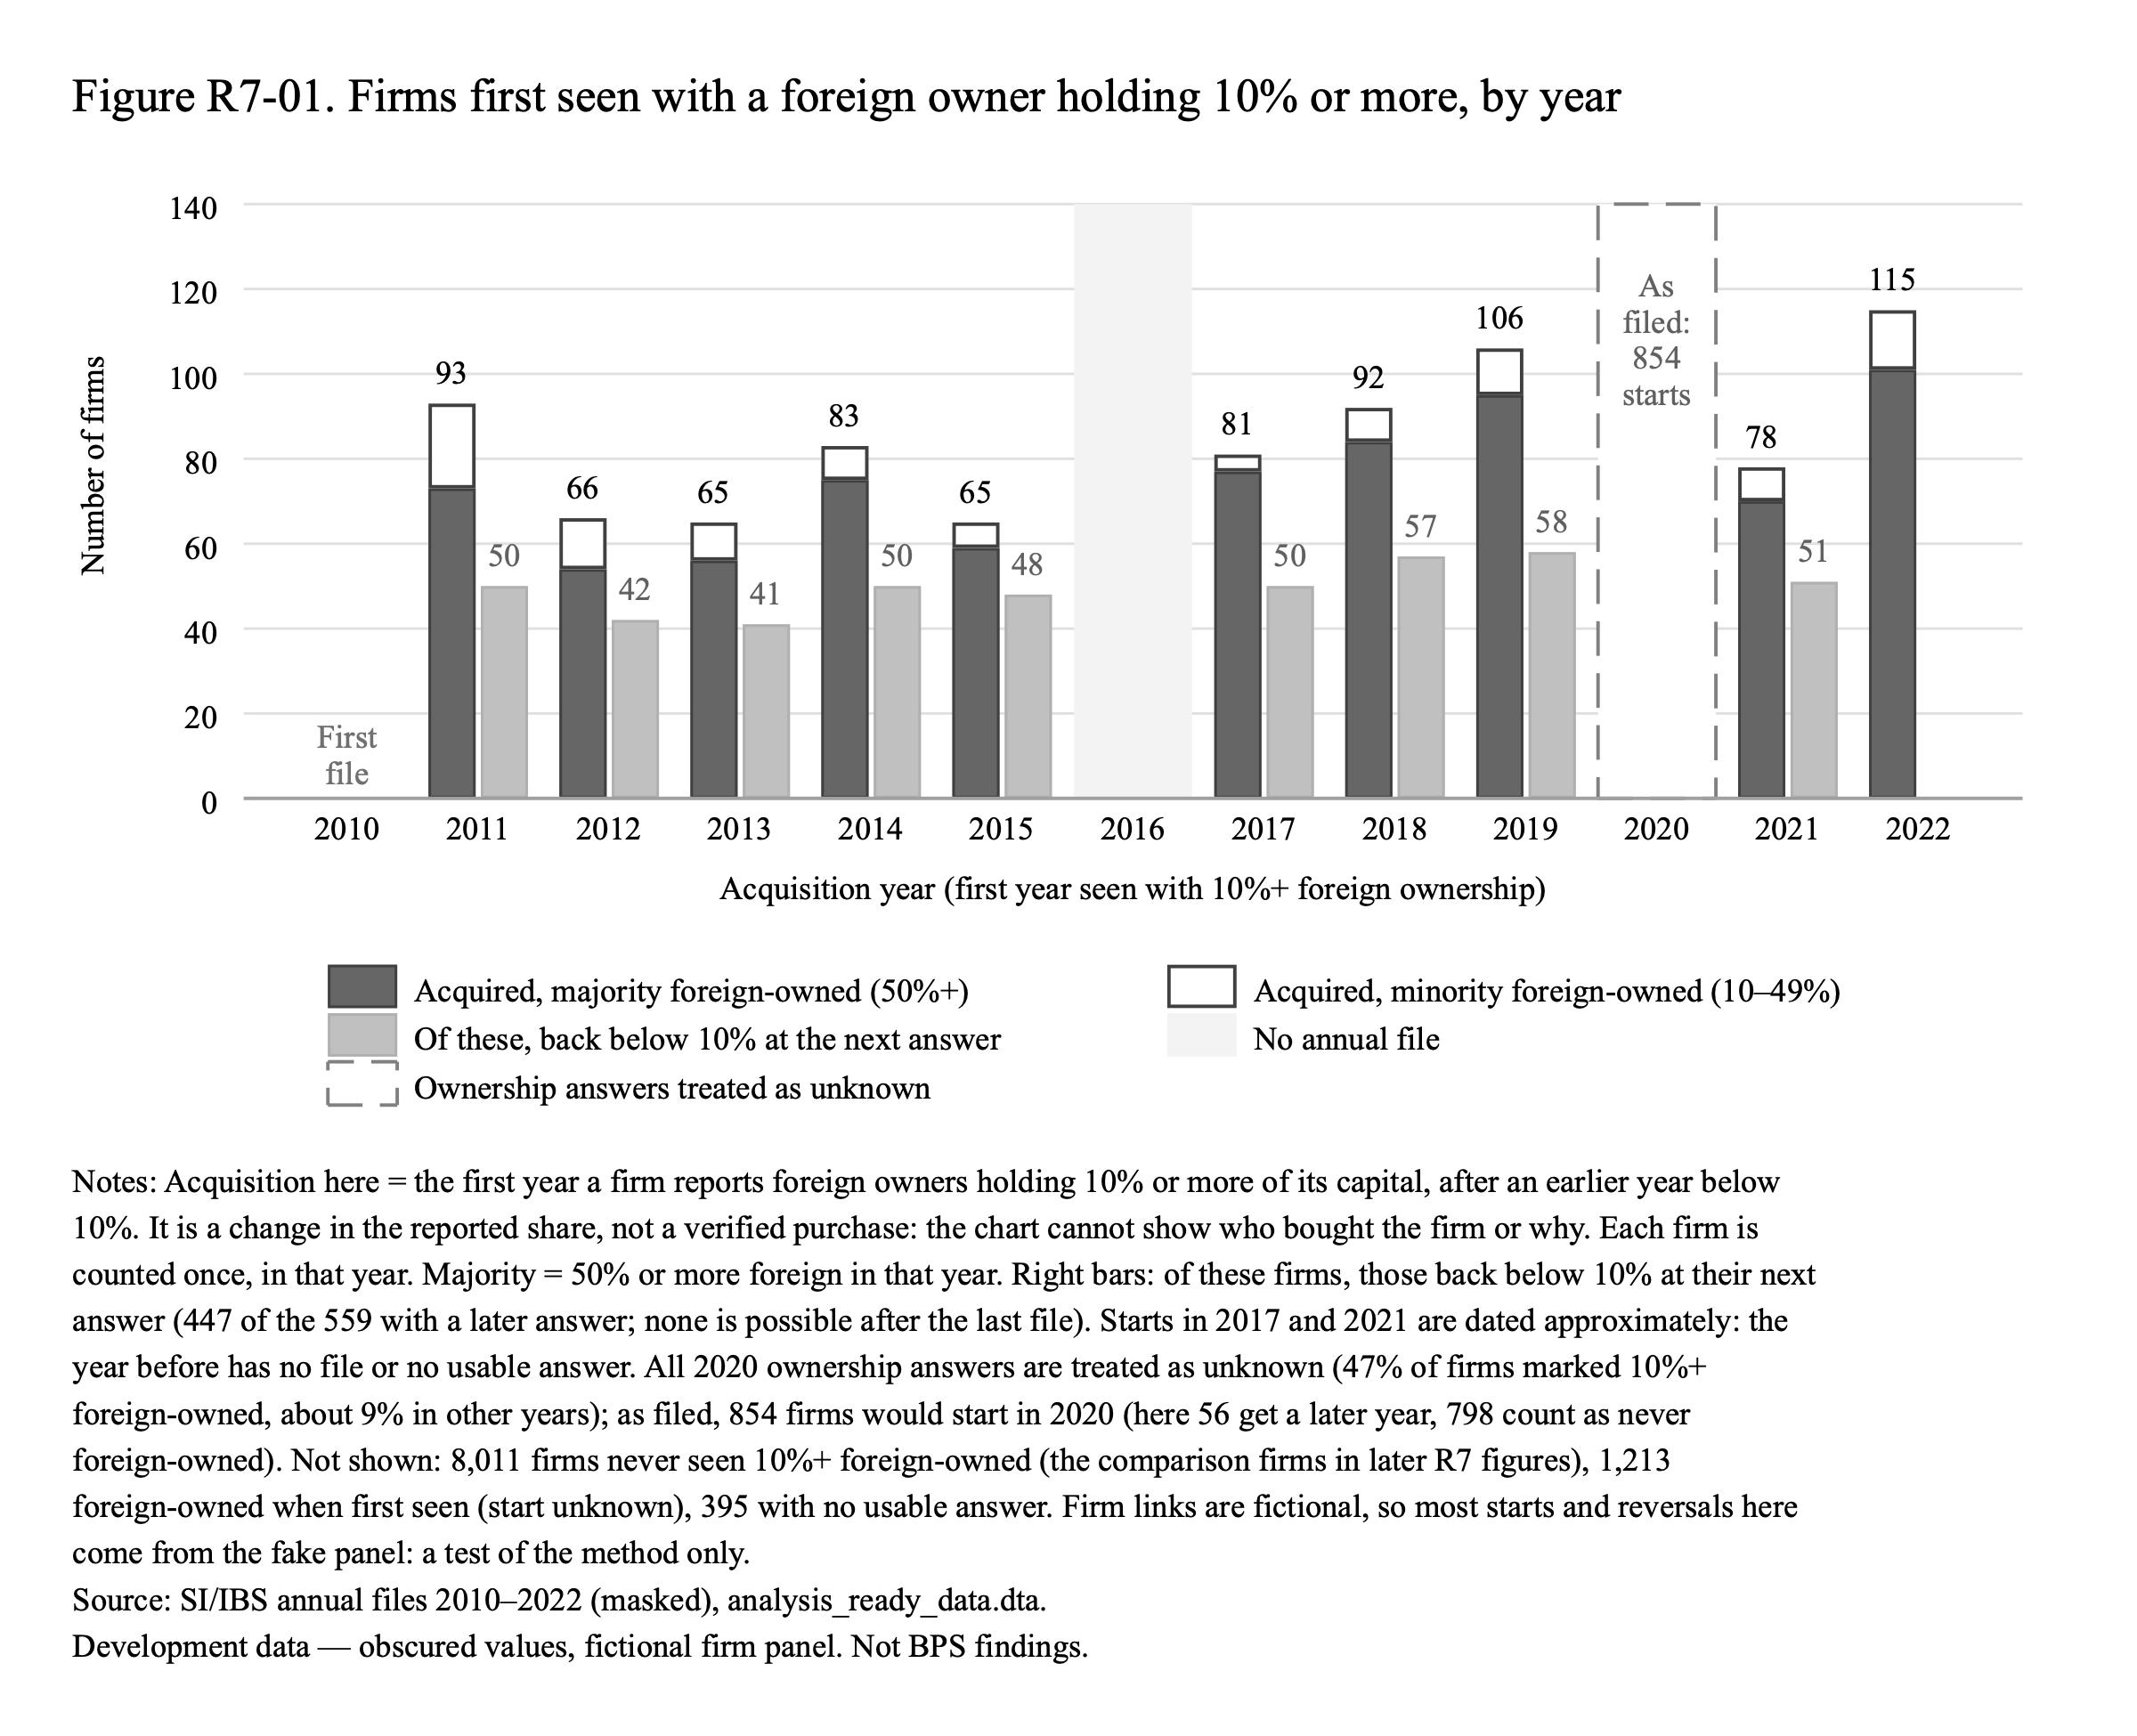 Figure R7-01. Firms first seen with a foreign owner holding 10% or more, by year
140
120
100
80
60
40
20
0
Number of firms
First
file
93
50
66
42
65
41
83
50
65
48
81
50
92
57
106
58
As
filed:
854
starts
78
51
115
2010 2011 2012 2013 2014 2015 2016 2017 2018 2019 2020 2021 2022
Acquisition year (first year seen with 10%+ foreign ownership)
Acquired, majority foreign-owned (50%+)
Acquired, minority foreign-owned (10–49%)
Of these, back below 10% at the next answer
No annual file
Ownership answers treated as unknown
Notes: Acquisition here = the first year a firm reports foreign owners holding 10% or more of its capital, after an earlier year below
10%. It is a change in the reported share, not a verified purchase: the chart cannot show who bought the firm or why. Each firm is
counted once, in that year. Majority = 50% or more foreign in that year. Right bars: of these firms, those back below 10% at their next
answer (447 of the 559 with a later answer; none is possible after the last file). Starts in 2017 and 2021 are dated approximately: the
year before has no file or no usable answer. All 2020 ownership answers are treated as unknown (47% of firms marked 10%+
foreign-owned, about 9% in other years); as filed, 854 firms would start in 2020 (here 56 get a later year, 798 count as never
foreign-owned). Not shown: 8,011 firms never seen 10%+ foreign-owned (the comparison firms in later R7 figures), 1,213
foreign-owned when first seen (start unknown), 395 with no usable answer. Firm links are fictional, so most starts and reversals here
come from the fake panel: a test of the method only.
Source: SI/IBS annual files 2010–2022 (masked), analysis_ready_data.dta.
Development data — obscured values, fictional firm panel. Not BPS findings.